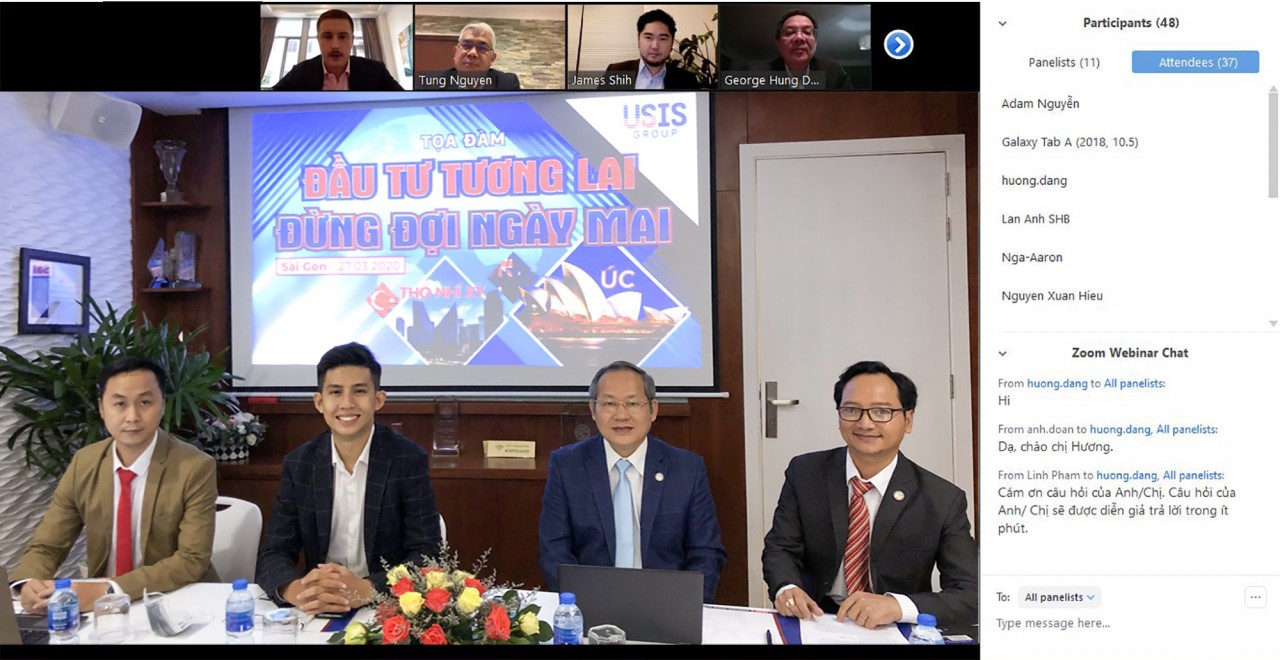 Tung Nguyen
James Shih
George Hung D...
USIS
GROUP
TỌA ĐÀM
ĐẦU TƯ TƯƠNG LAI
ĐỪNG ĐỢI NGÀY MAI
Sài Gòn 27.03.2020
THỔ NHĨ KỲ
ÚC
Participants (48)
Panelists (11)
Attendees (37)
Adam Nguyễn
Galaxy Tab A (2018, 10.5)
huong.dang
Lan Anh SHB
Nga-Aaron
Nguyen Xuan Hieu
Zoom Webinar Chat
From huong.dang to All panelists:
Hi
From anh.doan to huong.dang, All panelists:
Dạ, chào chị Hương.
From Linh Pham to huong.dang, All panelists:
Cám ơn câu hỏi của Anh/Chị. Câu hỏi của
Anh/ Chị sẽ được diễn giả trả lời trong ít
phút.
To: All panelists
Type message here...